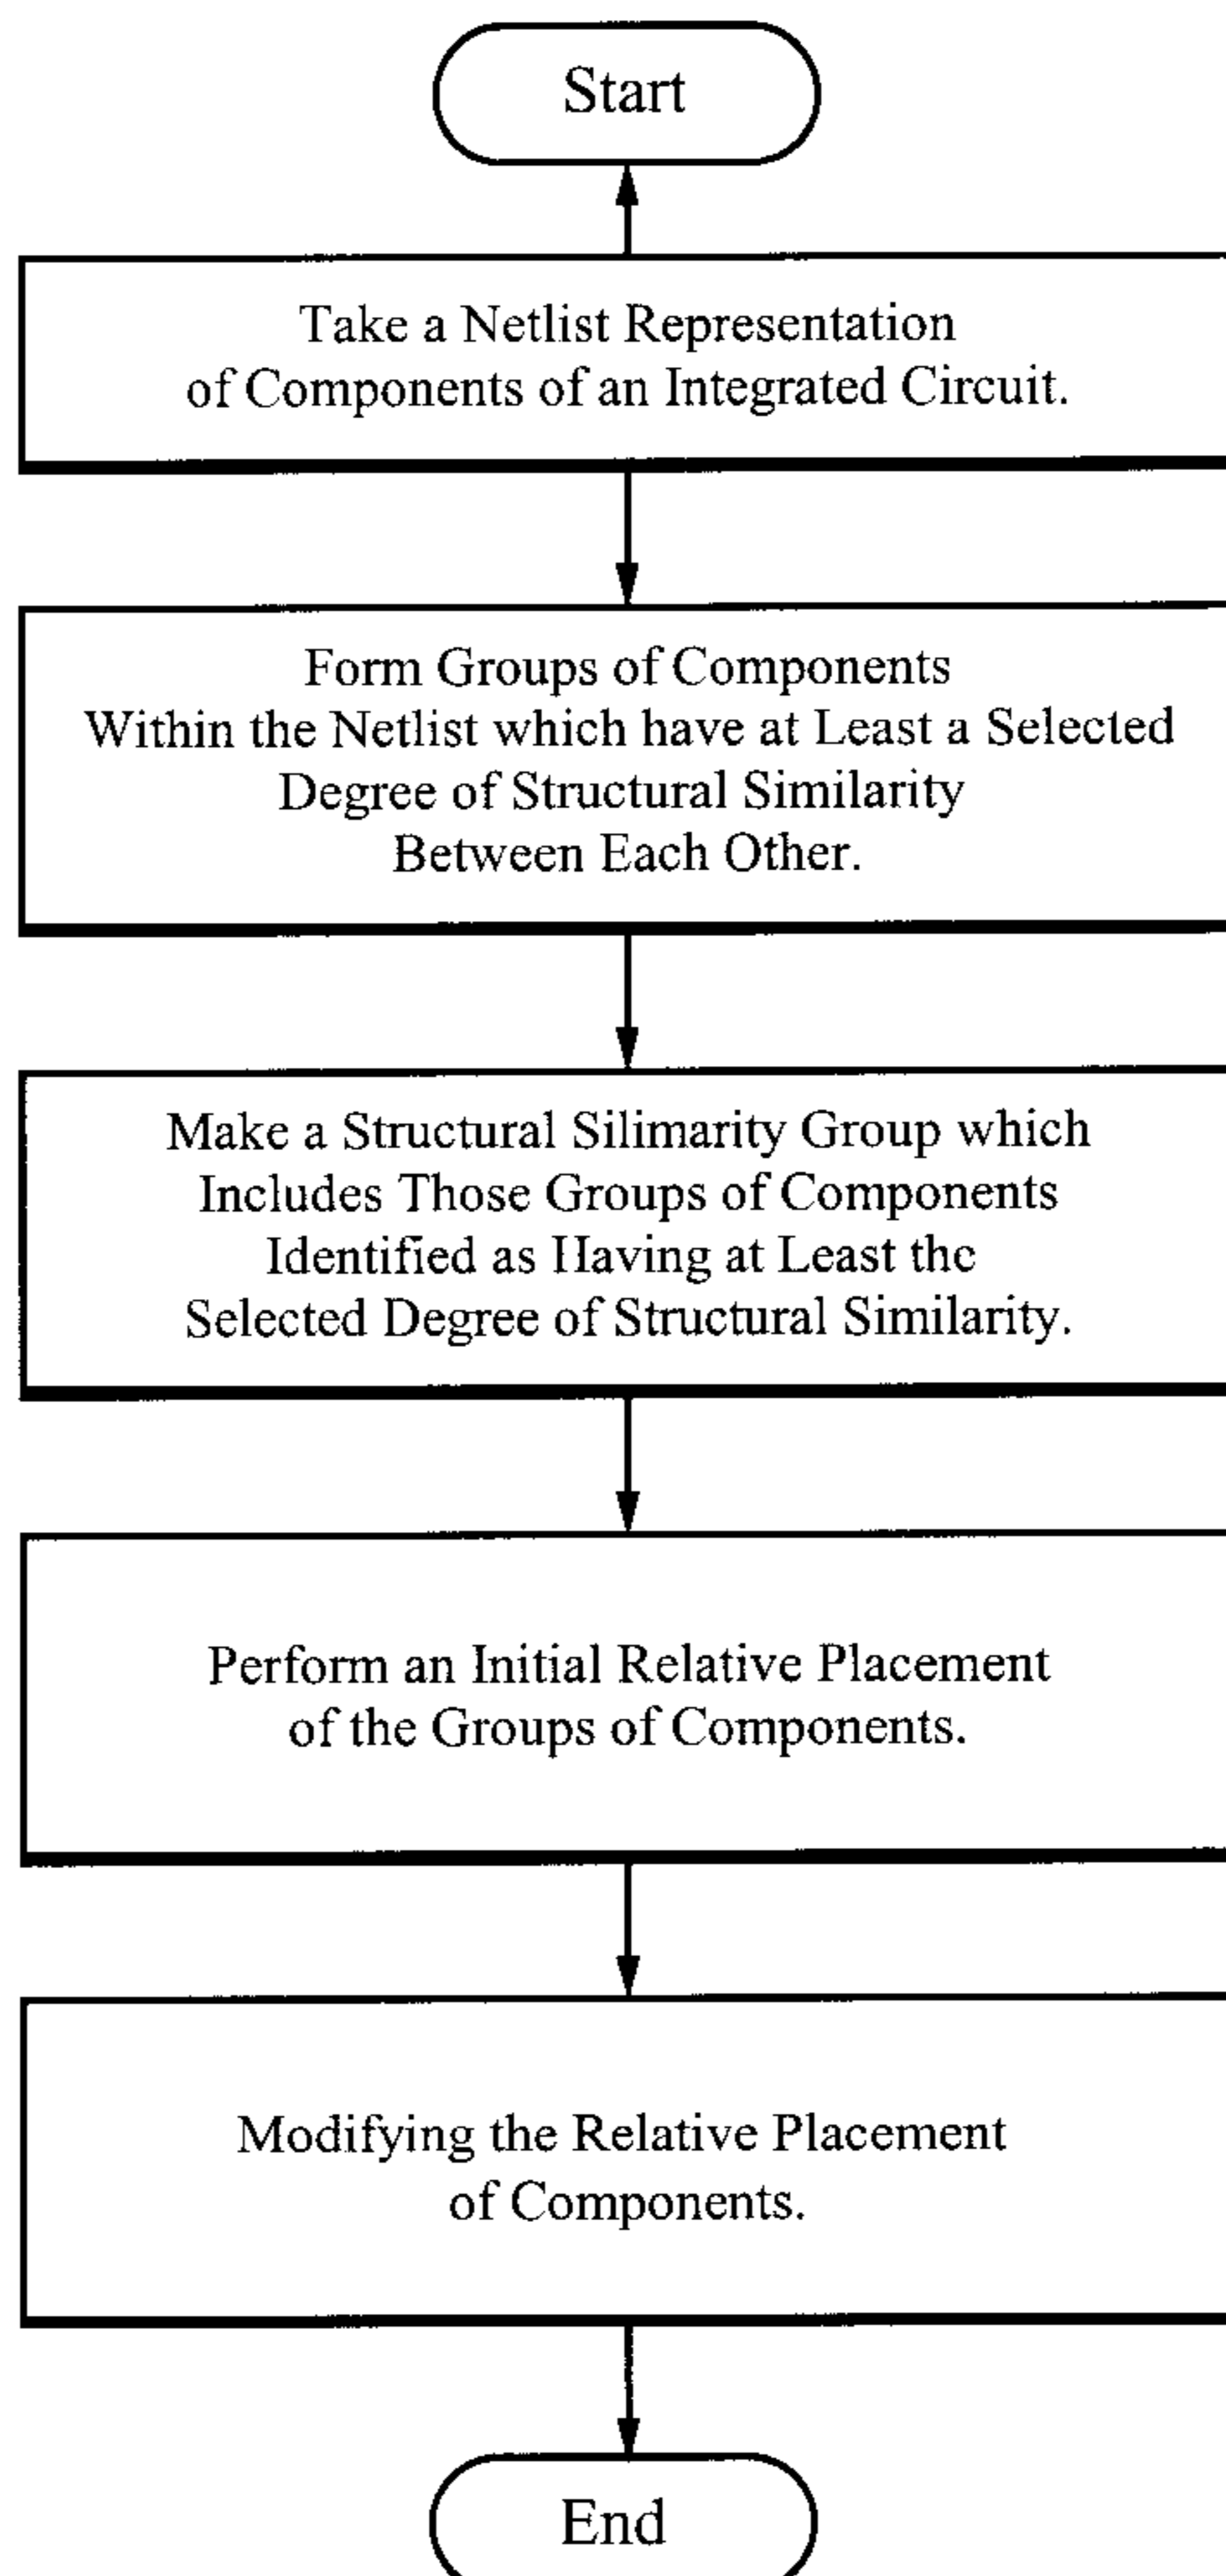 Start
Take a Netlist Representation
of Components of an Integrated Circuit.
Form Groups of Components
Within the Netlist which have at Least a Selected
Degree of Structural Similarity
Between Each Other.
Make a Structural Silimarity Group which
Includes Those Groups of Components
Identified as Having at Least the
Selected Degree of Structural Similarity.
Perform an Initial Relative Placement
of the Groups of Components.
Modifying the Relative Placement
of Components.
End